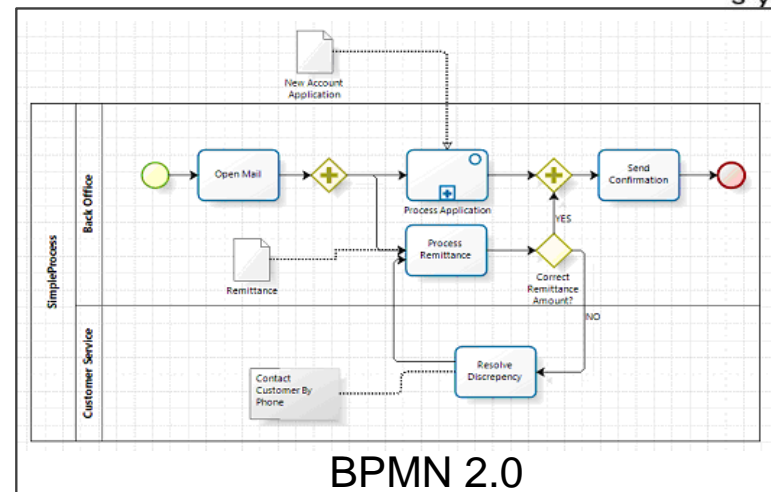 New Account
Application
SimpleProcess
Back Office
Open Mail
Process Application
Send
Confirmation
YES
Process
Remittance
Remittance
Correct
Remittance
Amount?
NO
Customer Service
Resolve
Discrepency
Contact
Customer By
Phone
BPMN 2.0